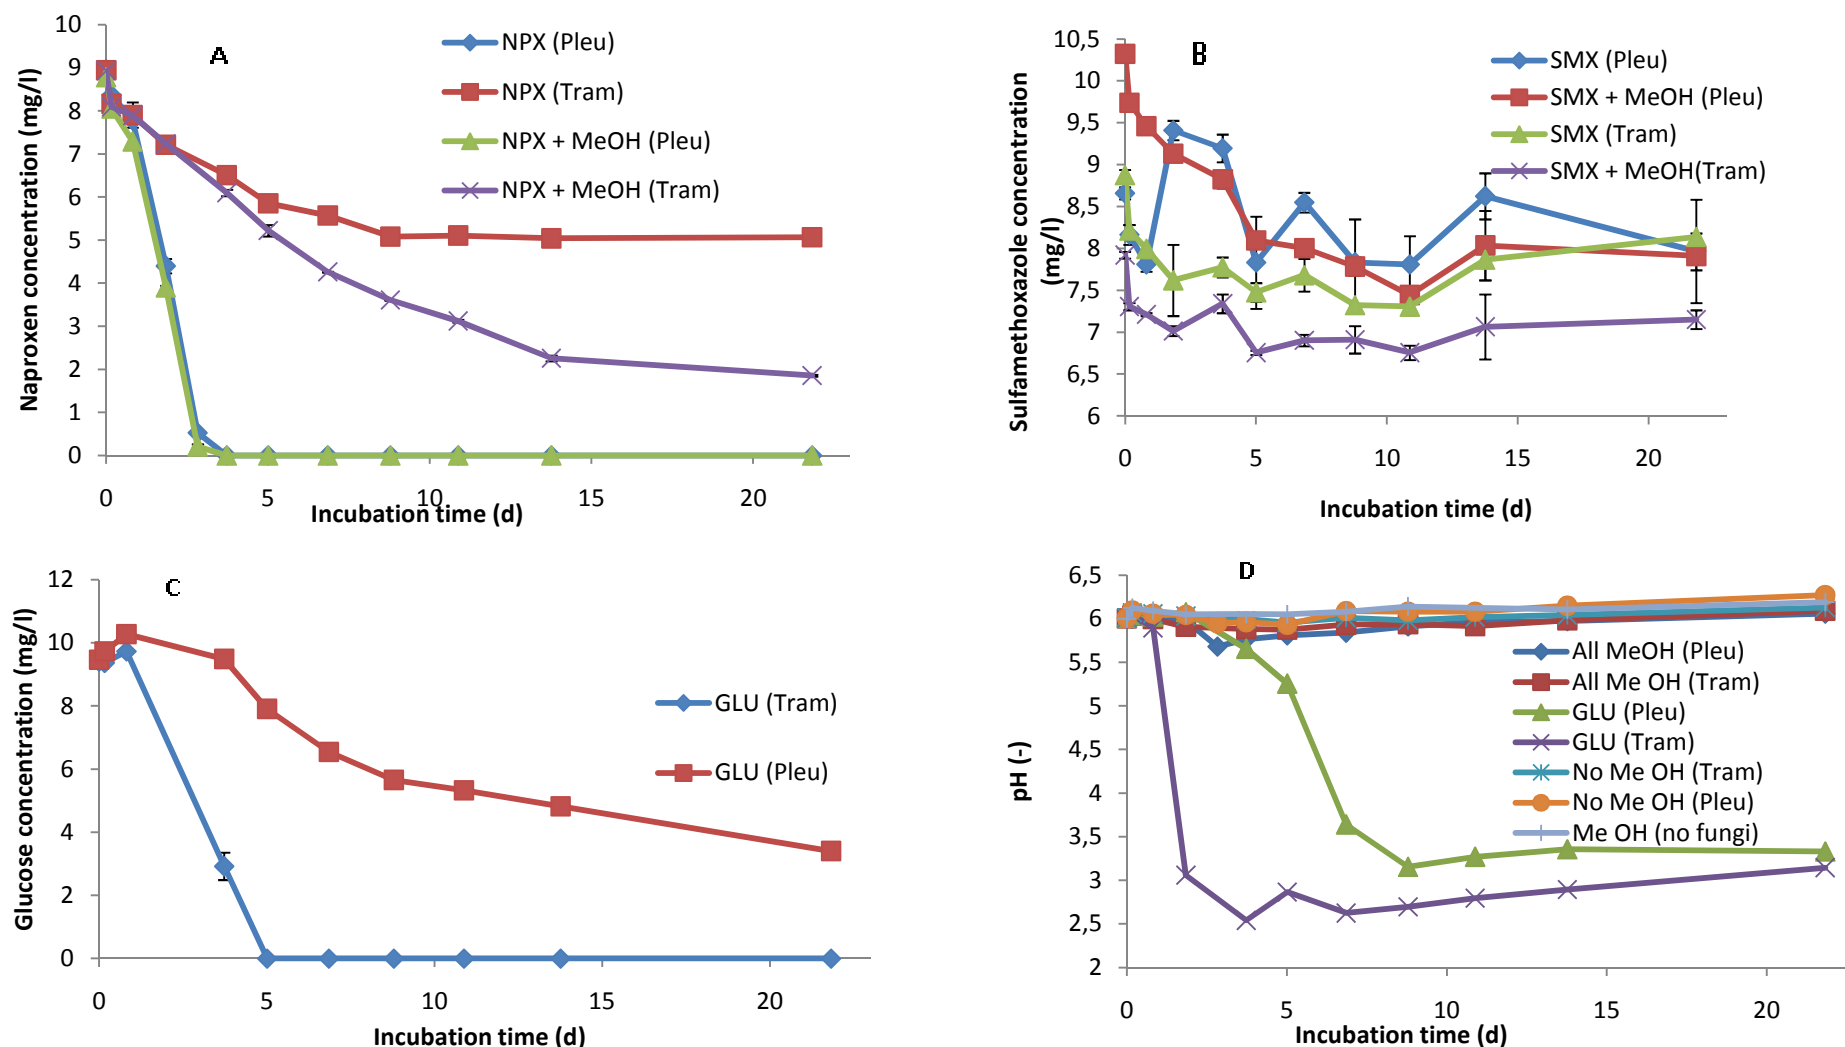 A
NPX (Pleu)
NPX (Tram)
NPX + MeOH (Pleu)
NPX + MeOH (Tram)
Naproxen concentration (mg/l)
10
9
8
7
6
5
4
3
2
1
0
0 5 10 15 20
Incubation time (d)
B
SMX (Pleu)
SMX + MeOH (Pleu)
SMX (Tram)
SMX + MeOH(Tram)
Sulfamethoxazole concentration
(mg/l)
10,5
10
9,5
9
8,5
8
7,5
7
6,5
6
0 5 10 15 20
Incubation time (d)
C
GLU (Tram)
GLU (Pleu)
Glucose concentration (mg/l)
12
10
8
6
4
2
0
0 5 10 15 20
Incubation time (d)
D
All MeOH (Pleu)
All Me OH (Tram)
GLU (Pleu)
GLU (Tram)
No Me OH (Tram)
No Me OH (Pleu)
Me OH (no fungi)
pH (-)
6,5
6
5,5
5
4,5
4
3,5
3
2,5
2
0 5 10 15 20
Incubation time (d)